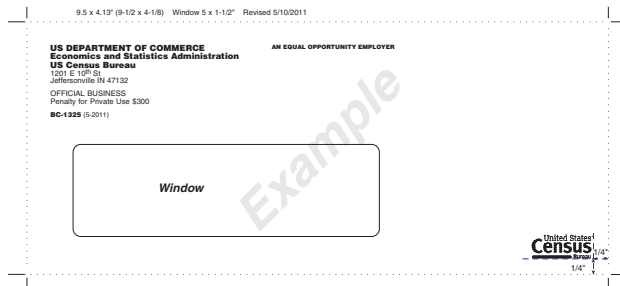 9.5 x 4.13" (9-1/2 x 4-1/8)   Window 5 x 1-1/2"   Revised 5/10/2011
US DEPARTMENT OF COMMERCE
Economics and Statistics Administration
US Census Bureau
1201 E 10th St
Jeffersonville IN 47132
OFFICIAL BUSINESS
Penalty for Private Use $300
BC-1325 (5-2011)
AN EQUAL OPPORTUNITY EMPLOYER
Example
Window
United States
Census
Bureau
1/4"
1/4"